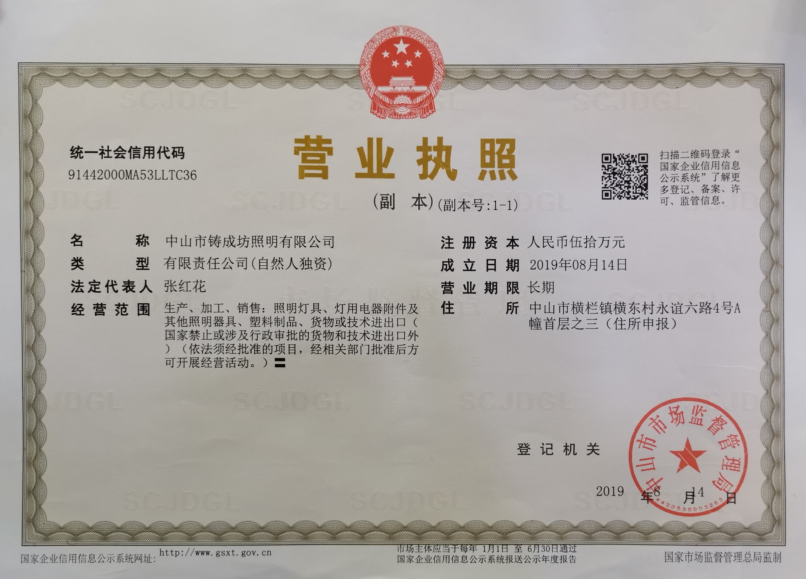 统一社会信用代码
91442000MA53LLTC36
营业执照
(副 本)(副本号:1-1)
扫描二维码登录“
国家企业信用信息
公示系统”了解更
多登记、备案、许
可、监管信息。
名 称 中山市铸成坊照明有限公司
类 型 有限责任公司(自然人独资)
法定代表人 张红花
经营范围 生产、加工、销售:照明灯具、灯用电器附件及
其他照明器具、塑料制品、货物或技术进出口(
国家禁止或涉及行政审批的货物和技术进出口外
)(依法须经批准的项目,经相关部门批准后方
可开展经营活动。)
注册资本 人民币伍拾万元
成立日期 2019年08月14日
营业期限 长期
住 所 中山市横栏镇横东村永谊六路4号A
幢首层之三(住所申报)
登记机关
中山市市场监督管理局
2019 年 8 月 14 日
国家企业信用信息公示系统网址: http://www.gsxt.gov.cn
市场主体应当于每年 1月1日 至 6月30日通过
国家企业信用信息公示系统报送公示年度报告
国家市场监督管理总局监制
SCJDGL
SCJDGL
SCJDGL
SCJDGL
SCJDGL